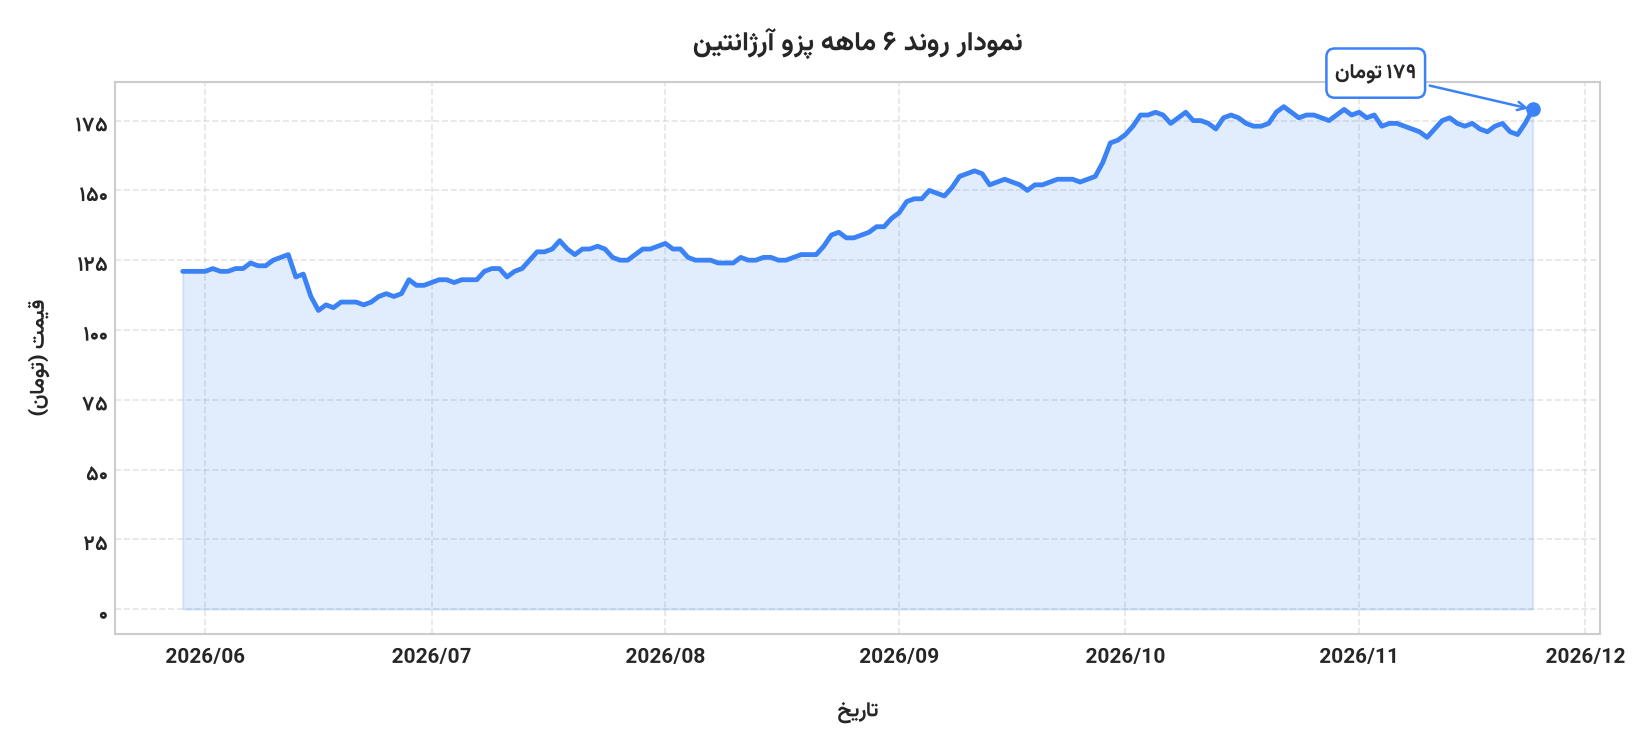 نمودار روند ۶ ماهه پزو آرژانتین
۱۷۹ تومان
قیمت (تومان)
۱۷۵
۱۵۰
۱۲۵
۱۰۰
۷۵
۵۰
۲۵
۰
2026/06 2026/07 2026/08 2026/09 2026/10 2026/11 2026/12
تاریخ